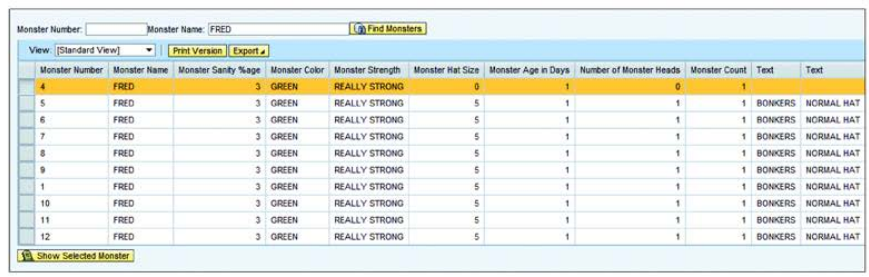 Monster Number: Monster Name: FRED Find Monsters
View: [Standard View] Print Version Export
Monster Number Monster Name Monster Sanity %age Monster Color Monster Strength Monster Hat Size Monster Age in Days Number of Monster Heads Monster Count Text Text
4 FRED 3 GREEN REALLY STRONG 0 1 0 1
5 FRED 3 GREEN REALLY STRONG 5 1 1 1 BONKERS NORMAL HAT
6 FRED 3 GREEN REALLY STRONG 5 1 1 1 BONKERS NORMAL HAT
7 FRED 3 GREEN REALLY STRONG 5 1 1 1 BONKERS NORMAL HAT
8 FRED 3 GREEN REALLY STRONG 5 1 1 1 BONKERS NORMAL HAT
9 FRED 3 GREEN REALLY STRONG 5 1 1 1 BONKERS NORMAL HAT
1 FRED 3 GREEN REALLY STRONG 5 1 1 1 BONKERS NORMAL HAT
10 FRED 3 GREEN REALLY STRONG 5 1 1 1 BONKERS NORMAL HAT
11 FRED 3 GREEN REALLY STRONG 5 1 1 1 BONKERS NORMAL HAT
12 FRED 3 GREEN REALLY STRONG 5 1 1 1 BONKERS NORMAL HAT
Show Selected Monster